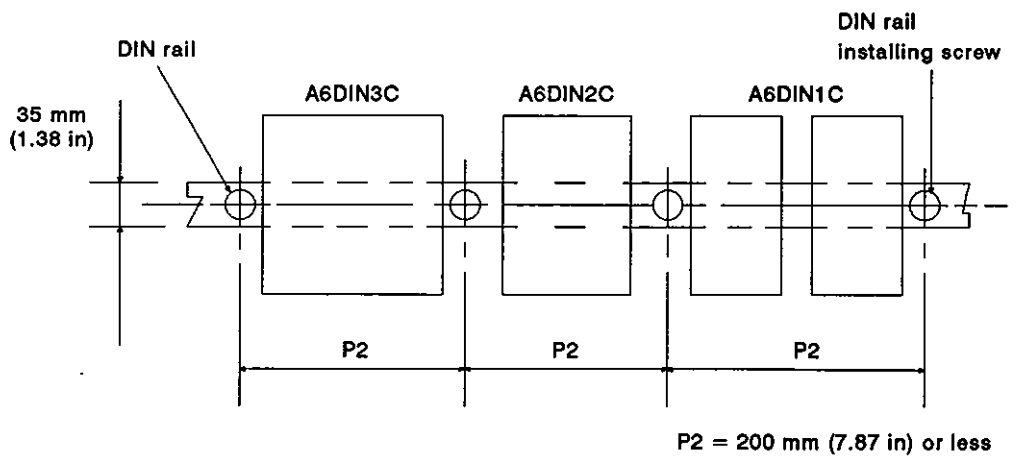 DIN rail
DIN rail
installing screw
35 mm
(1.38 in)
A6DIN3C
A6DIN2C
A6DIN1C
P2
P2
P2
P2 = 200 mm (7.87 in) or less